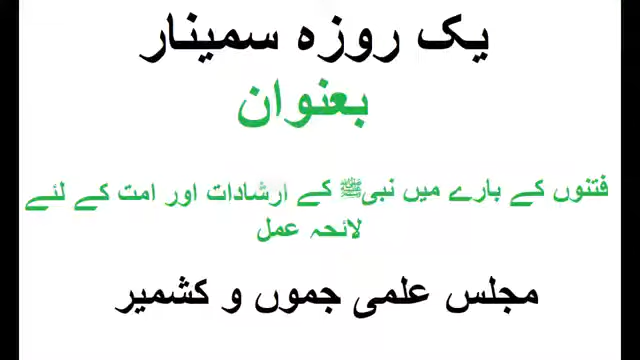 یک روزہ سمینار
بعنوان
فتنوں کے بارے میں نبیﷺ کے ارشادات اور امت کے لئے
لائحہ عمل
مجلس علمی جموں و کشمیر